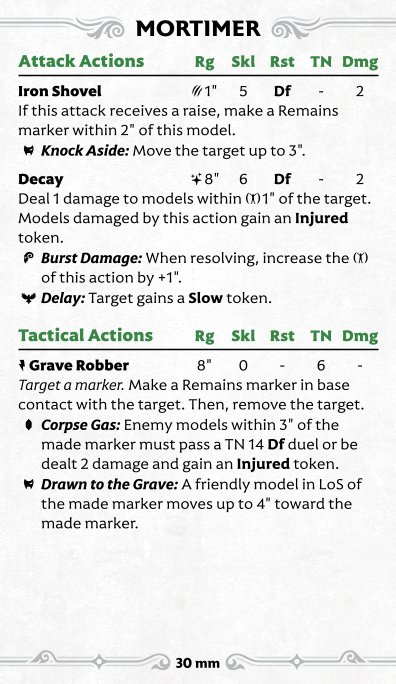 MORTIMER
Attack Actions Rg Skl Rst TN Dmg
Iron Shovel 1" 5 Df - 2
If this attack receives a raise, make a Remains
marker within 2" of this model.
Knock Aside: Move the target up to 3".
Decay 8" 6 Df - 2
Deal 1 damage to models within 1" of the target.
Models damaged by this action gain an Injured
token.
Burst Damage: When resolving, increase the
of this action by +1".
Delay: Target gains a Slow token.
Tactical Actions Rg Skl Rst TN Dmg
Grave Robber 8" 0 - 6 -
Target a marker. Make a Remains marker in base
contact with the target. Then, remove the target.
Corpse Gas: Enemy models within 3" of the
made marker must pass a TN 14 Df duel or be
dealt 2 damage and gain an Injured token.
Drawn to the Grave: A friendly model in LoS of
the made marker moves up to 4" toward the
made marker.
30 mm